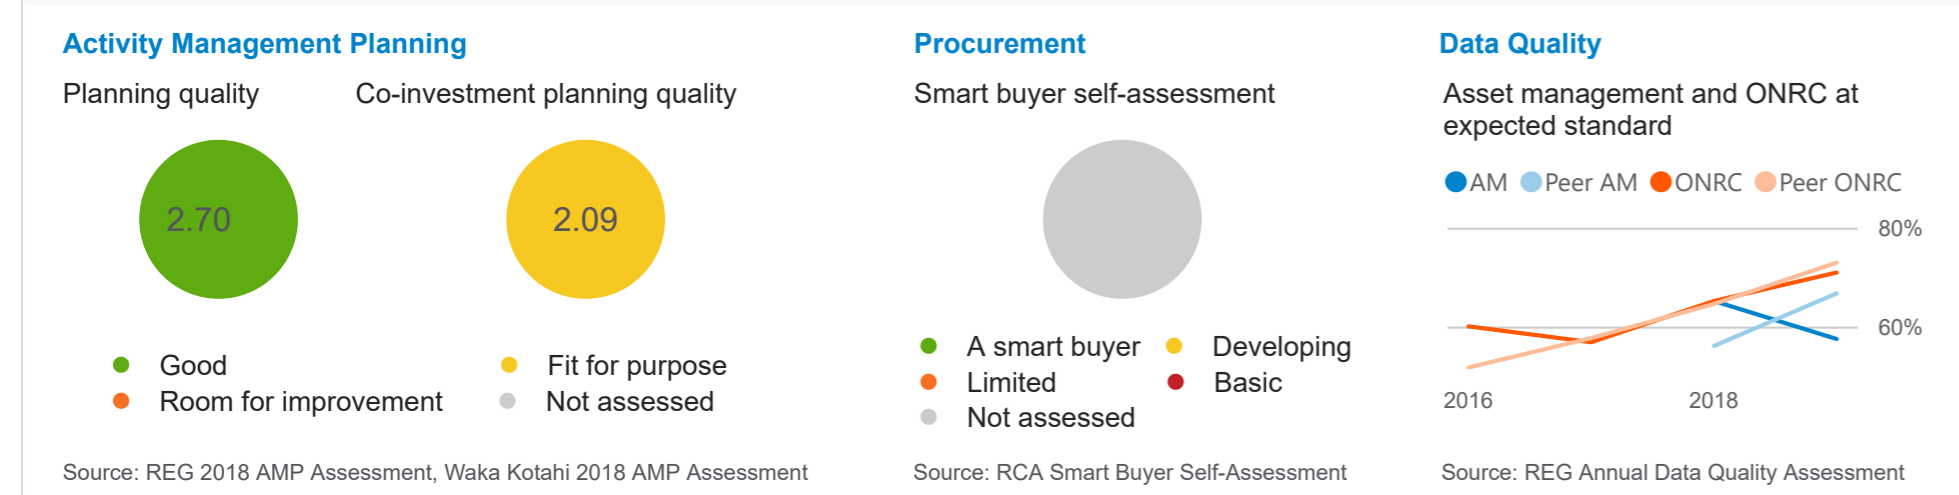 Activity Management Planning
Planning quality
Co-investment planning quality
2.70
2.09
Good
Fit for purpose
Room for improvement
Not assessed
Source: REG 2018 AMP Assessment, Waka Kotahi 2018 AMP Assessment
Procurement
Smart buyer self-assessment
A smart buyer
Developing
Limited
Basic
Not assessed
Source: RCA Smart Buyer Self-Assessment
Data Quality
Asset management and ONRC at
expected standard
AM Peer AM ONRC Peer ONRC
80%
60%
2016 2018
Source: REG Annual Data Quality Assessment